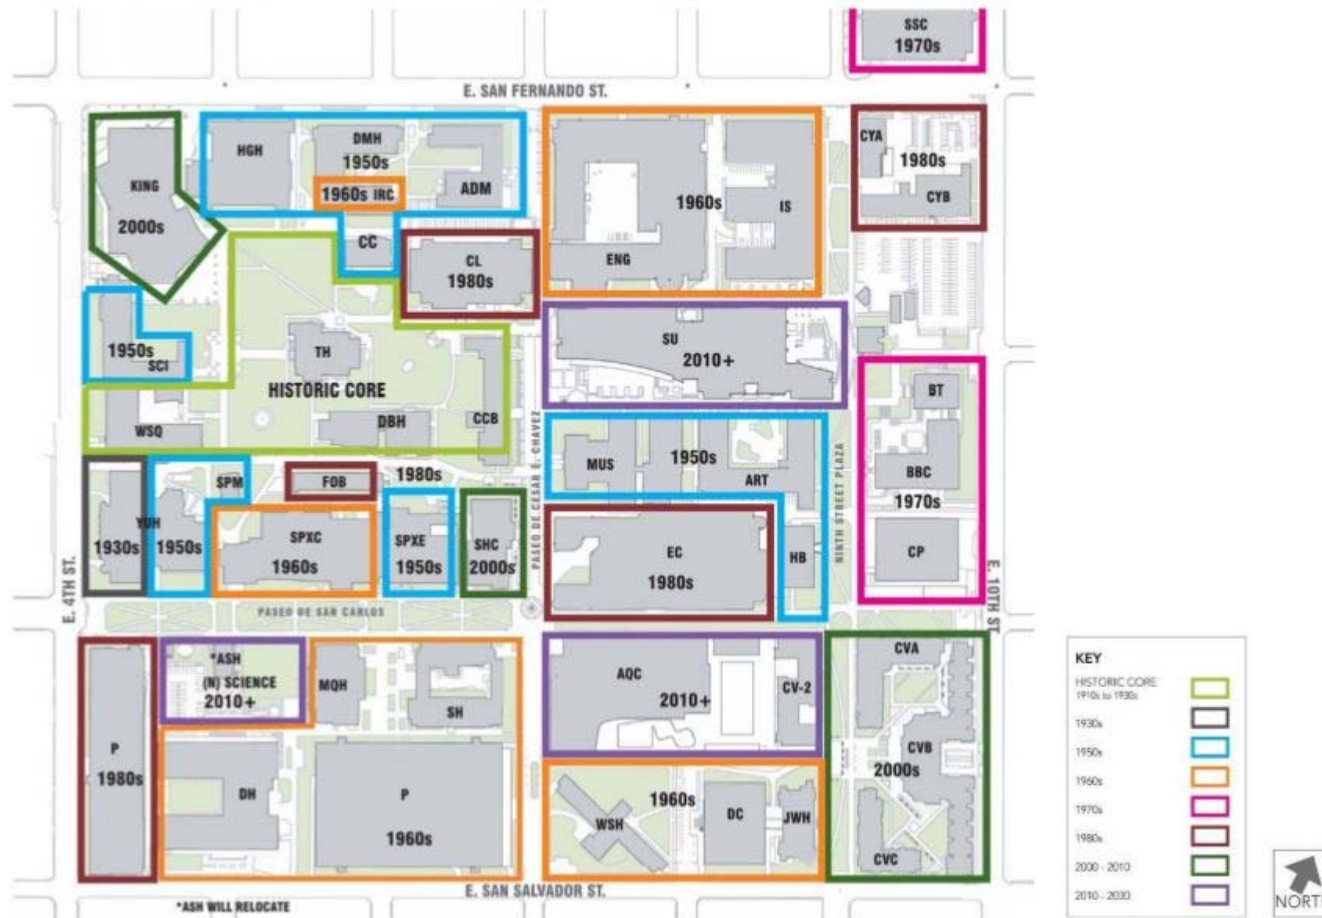 SSC
1970s
E. SAN FERNANDO ST.
KING
2000s
HGH
DMH
1950s
1960s IRC
ADM
CC
CL
1980s
ENG
1960s
IS
CYA
1980s
CYB
1950s
SCI
TH
HISTORIC CORE
WSQ
DBH
CCB
SU
2010+
BT
BBC
1970s
CP
MUS
1950s
ART
HB
EC
1980s
PASEO DE CESAR E. CHAVEZ
NINTH STREET PLAZA
E. 4TH ST.
E. 10TH ST
YUH
1930s
1950s
SPM
FOB
1980s
SPXC
1960s
SPXE
1950s
SHC
2000s
PASEO DE SAN CARLOS
P
1980s
*ASH
(N) SCIENCE
2010+
MQH
SH
DH
P
1960s
AQC
2010+
CV-2
WSH
1960s
DC
JWH
CVA
CVB
2000s
CVC
E. SAN SALVADOR ST.
*ASH WILL RELOCATE
KEY
HISTORIC CORE
1910s to 1930s
1930s
1950s
1960s
1970s
1980s
2000 - 2010
2010 - 2030
NORTH